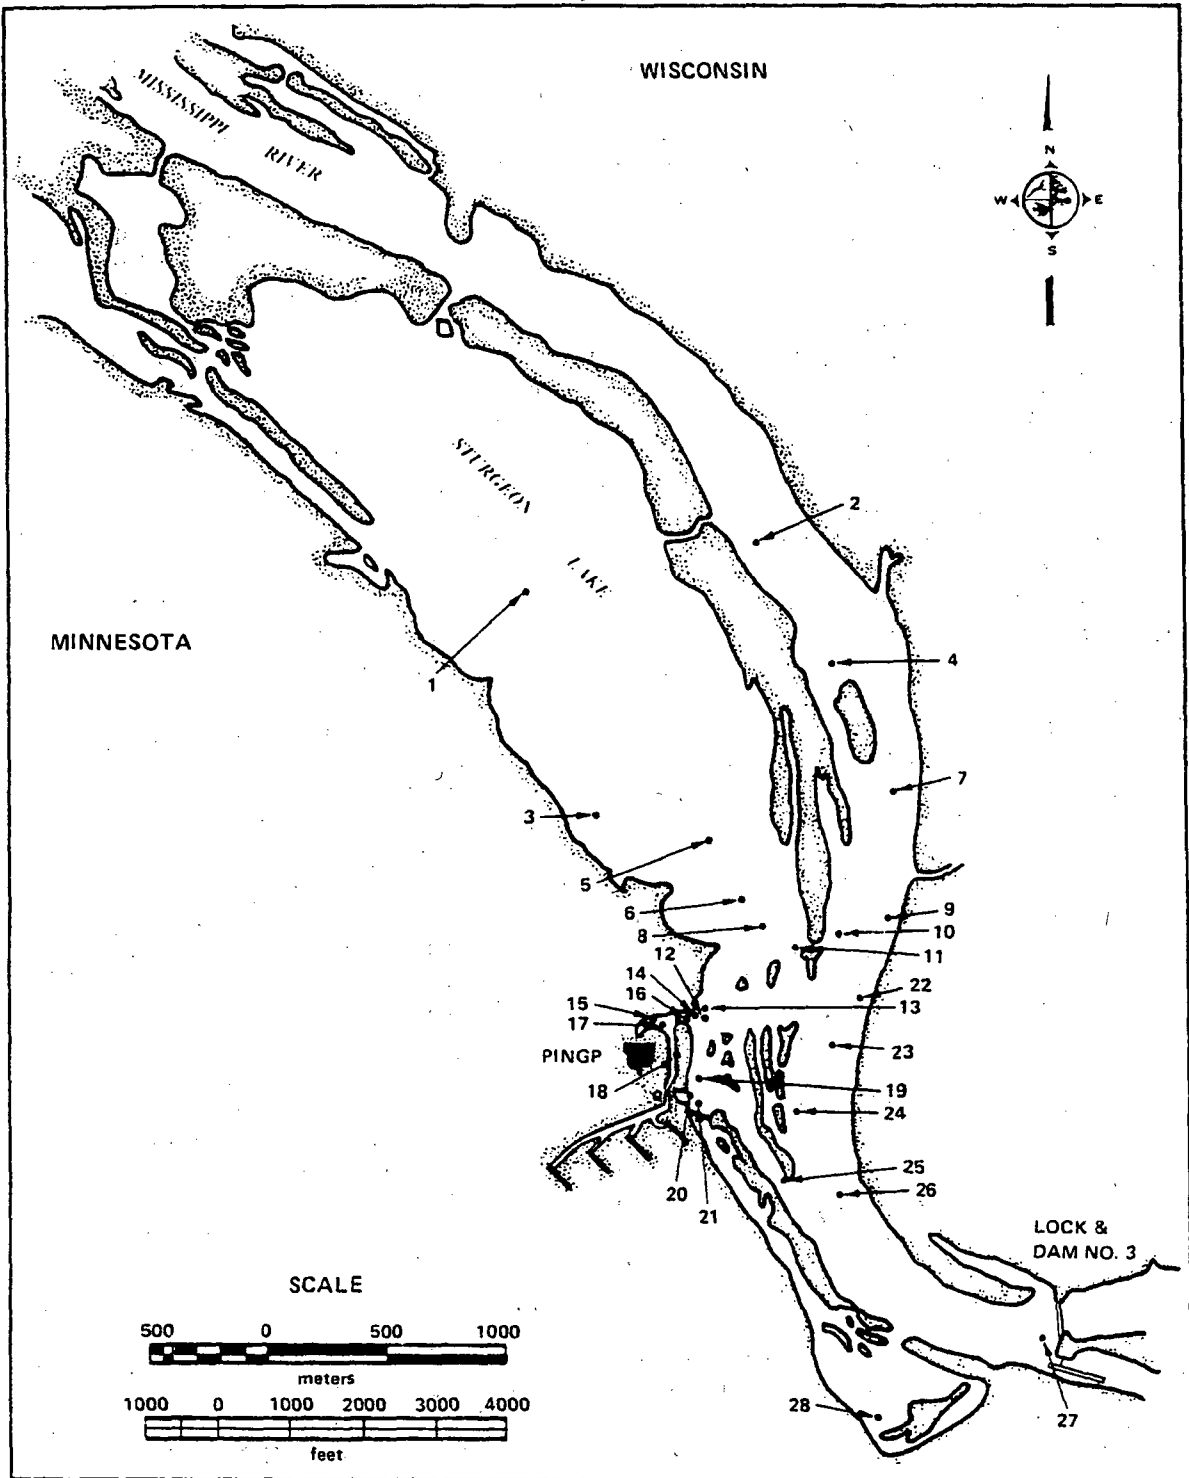 WISCONSIN
MISSISSIPPI
RIVER
N
W
E
S
STURGEON
LAKE
2
MINNESOTA
1
4
7
3
5
6
9
8
10
12
11
14
22
16
13
15
17
PINGP
23
18
19
24
25
20
26
21
LOCK &
DAM NO. 3
SCALE
500 0 500 1000
meters
1000 0 1000 2000 3000 4000
feet
28
27